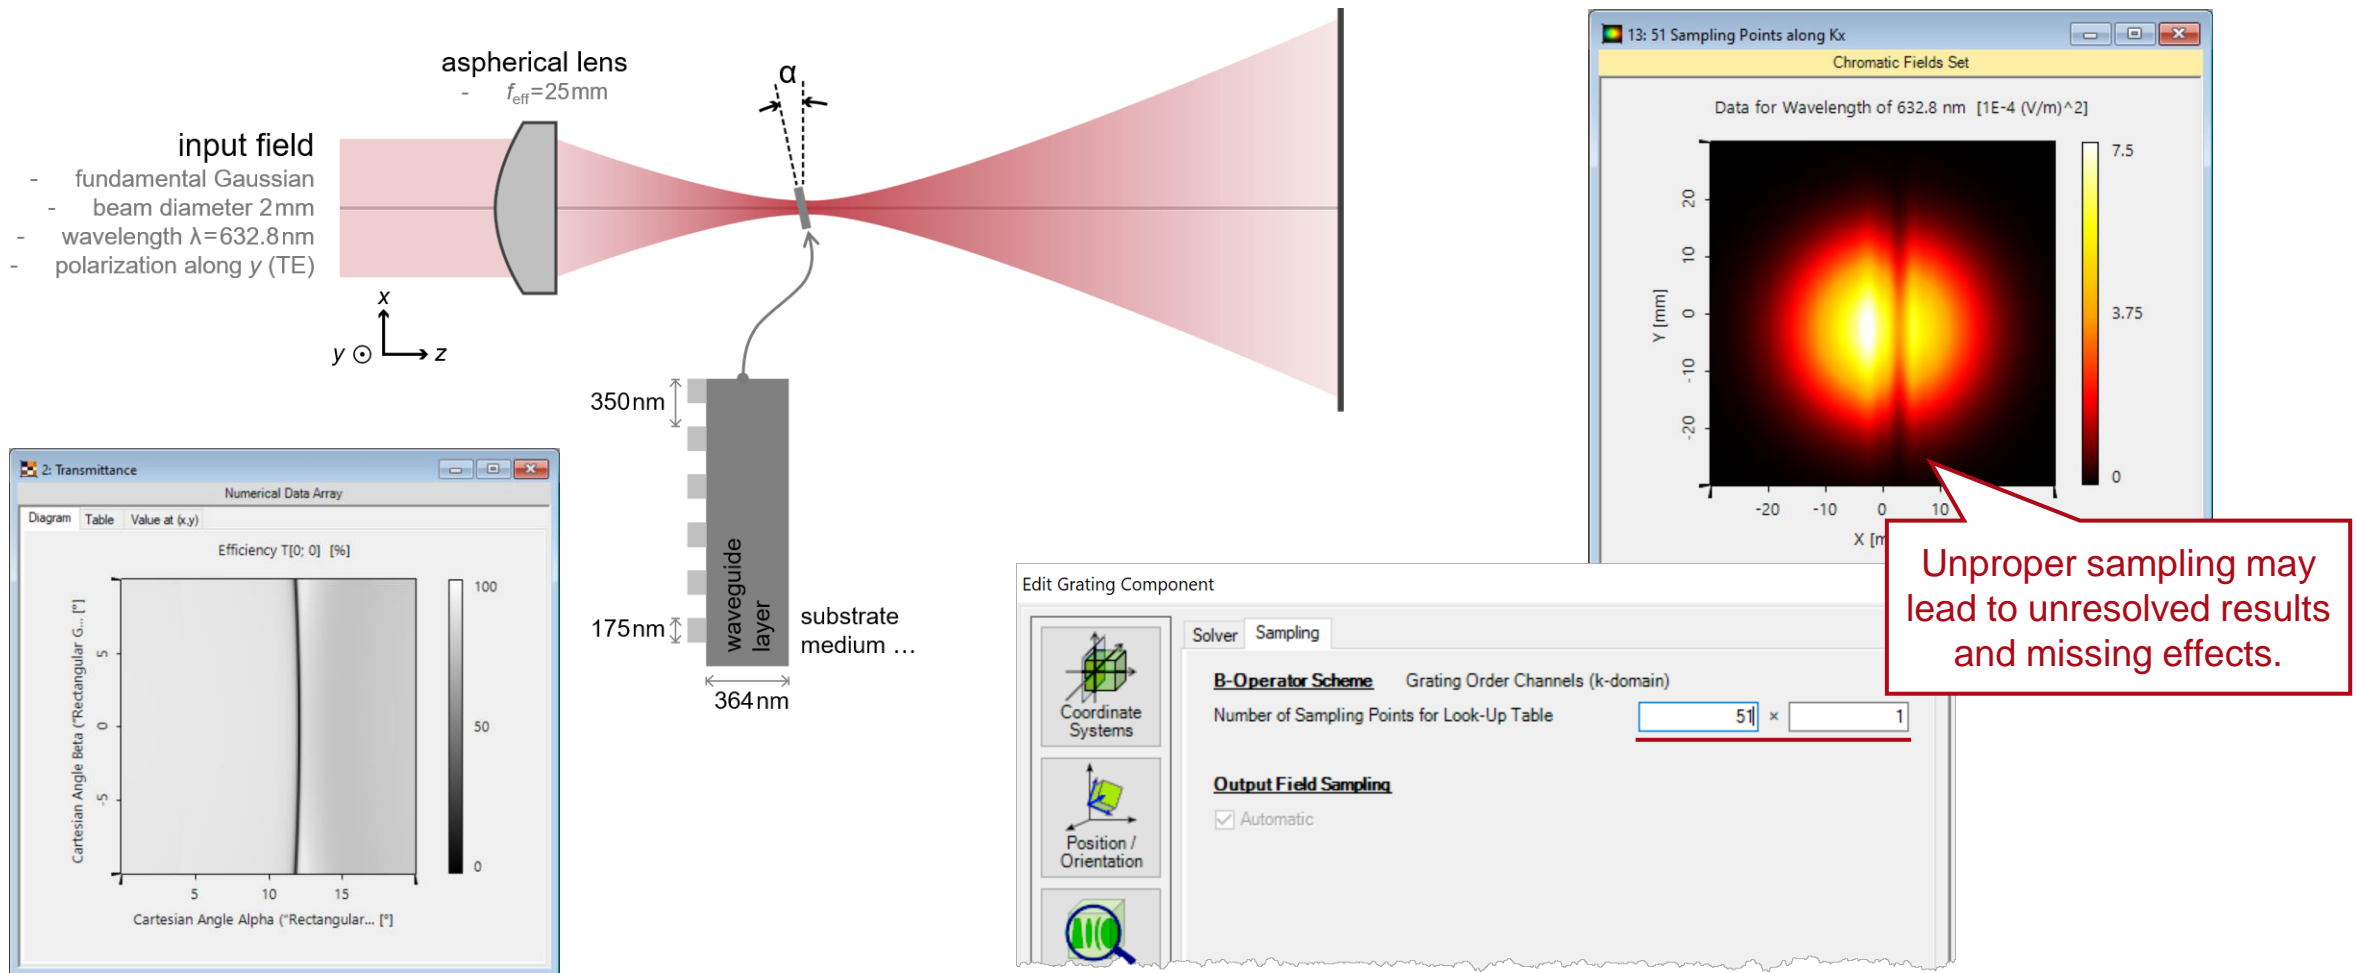 aspherical lens
- feff=25mm
α
input field
- fundamental Gaussian
- beam diameter 2mm
- wavelength λ=632.8nm
- polarization along y (TE)
x
y
z
350nm
175nm
waveguide
layer
substrate
medium …
364nm
2: Transmittance
Numerical Data Array
Diagram Table Value at (x,y)
Efficiency T[0; 0] [%]
Cartesian Angle Beta ("Rectangular G... [°]
5
0
-5
5 10 15
Cartesian Angle Alpha ("Rectangular... [°]
100
50
0
13: 51 Sampling Points along Kx
Chromatic Fields Set
Data for Wavelength of 632.8 nm [1E-4 (V/m)^2]
Y [mm]
20
10
0
-10
-20
-20 -10 0 10
X [m
7.5
3.75
0
Unproper sampling may
lead to unresolved results
and missing effects.
Edit Grating Component
Coordinate
Systems
Position /
Orientation
Solver Sampling
B-Operator Scheme Grating Order Channels (k-domain)
Number of Sampling Points for Look-Up Table 51 × 1
Output Field Sampling
Automatic